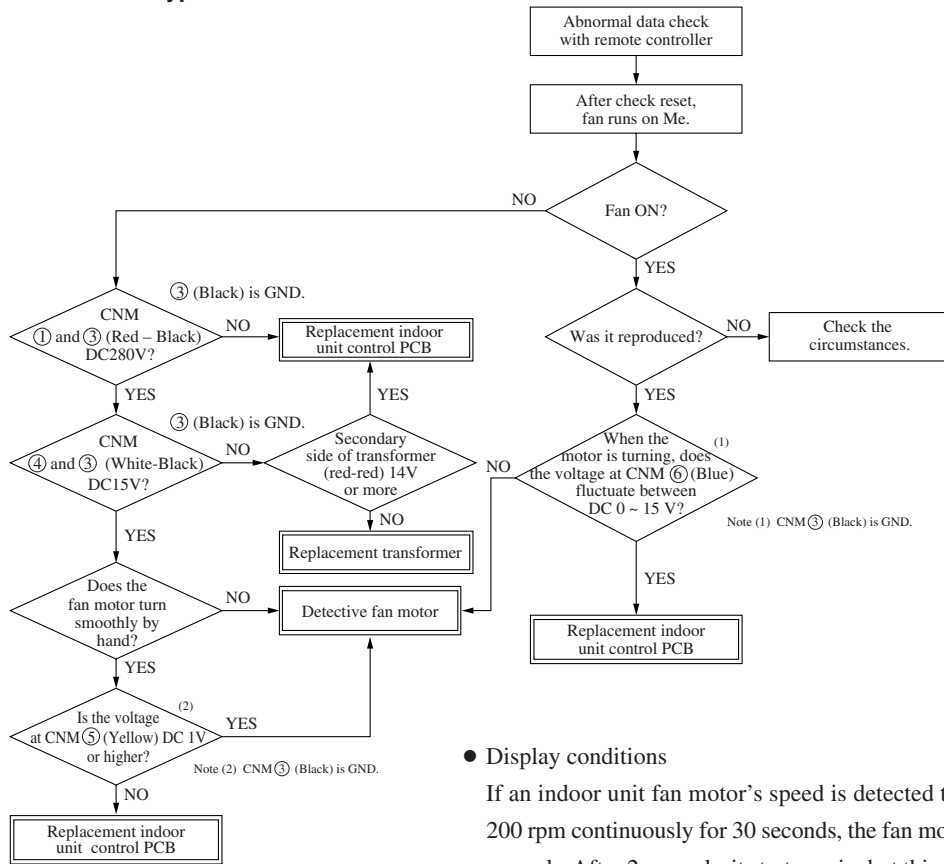 Abnormal data check
with remote controller
After check reset,
fan runs on Me.
Fan ON?
NO
YES
③ (Black) is GND.
CNM
① and ③ (Red – Black)
DC280V?
NO
Replacement indoor
unit control PCB
YES
Was it reproduced?
NO
Check the
circumstances.
YES
③ (Black) is GND.
CNM
④ and ③ (White-Black)
DC15V?
NO
YES
Secondary
side of transformer
(red-red) 14V
or more
NO
Replacement transformer
YES
When the
motor is turning, does
the voltage at CNM ⑥ (Blue)
fluctuate between
DC 0 ~ 15 V?
(1)
NO
Note (1) CNM ③ (Black) is GND.
YES
Replacement indoor
unit control PCB
Does the
fan motor turn
smoothly by
hand?
NO
Detective fan motor
YES
Is the voltage
at CNM ⑤ (Yellow) DC 1V
or higher?
(2)
YES
Note (2) CNM ③ (Black) is GND.
NO
Replacement indoor
unit control PCB
● Display conditions
If an indoor unit fan motor's speed is detected
200 rpm continuously for 30 seconds, the fan